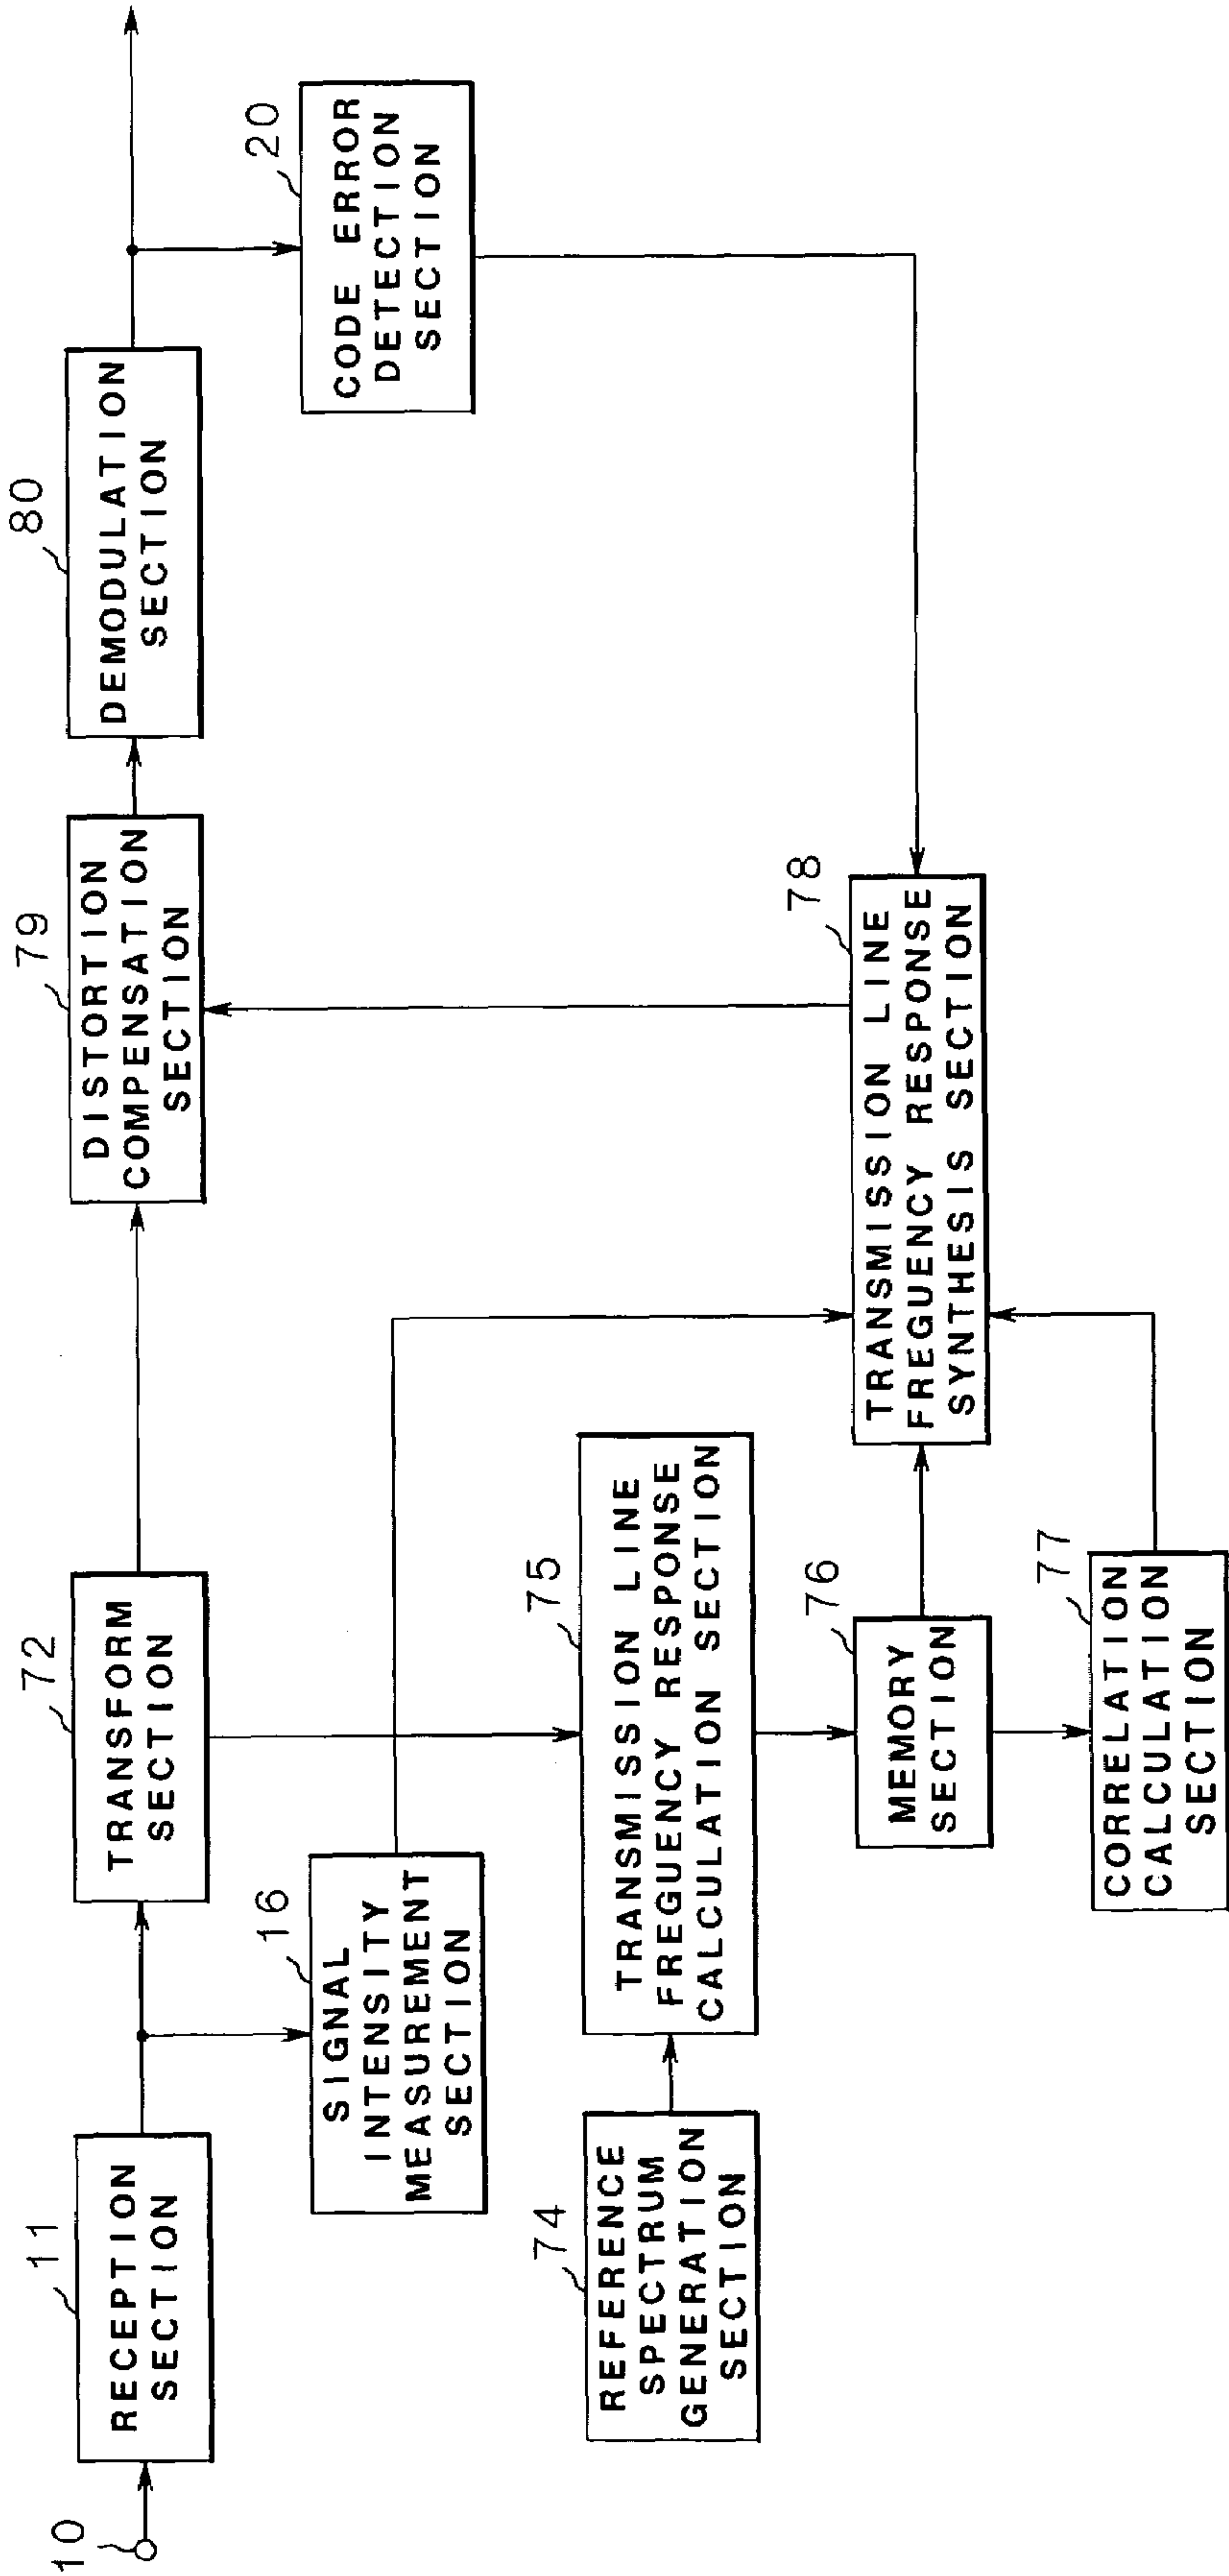 10
11
RECEPTION
SECTION
72
TRANSFORM
SECTION
79
DISTORTION
COMPENSATION
SECTION
80
DEMODULATION
SECTION
16
SIGNAL
INTENSITY
MEASUREMENT
SECTION
20
CODE ERROR
DETECTION
SECTION
74
REFERENCE
SPECTRUM
GENERATION
SECTION
75
TRANSMISSION LINE
FREGUENCY RESPONSE
CALCULATION SECTION
76
MEMORY
SECTION
78
TRANSMISSION LINE
FREGUENCY RESPONSE
SYNTHESIS SECTION
77
CORRELATION
CALCULATION
SECTION